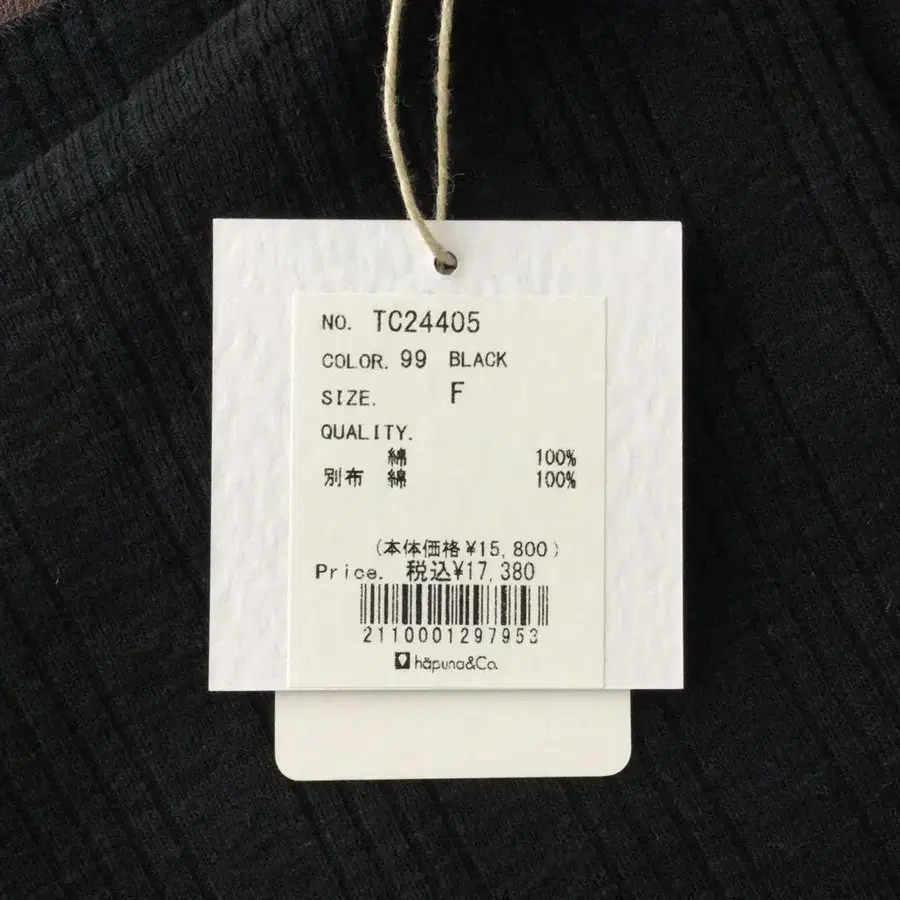 NO. TC24405
COLOR. 99 BLACK
SIZE. F
QUALITY.
綿 100%
別布 綿 100%
(本体価格 ¥15,800)
Price. 税込¥17,380
2110001297953
häpuna&Co.